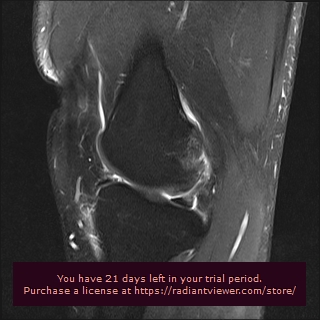 You have 21 days left in your trial period.
Purchase a license at https://radiantviewer.com/store/